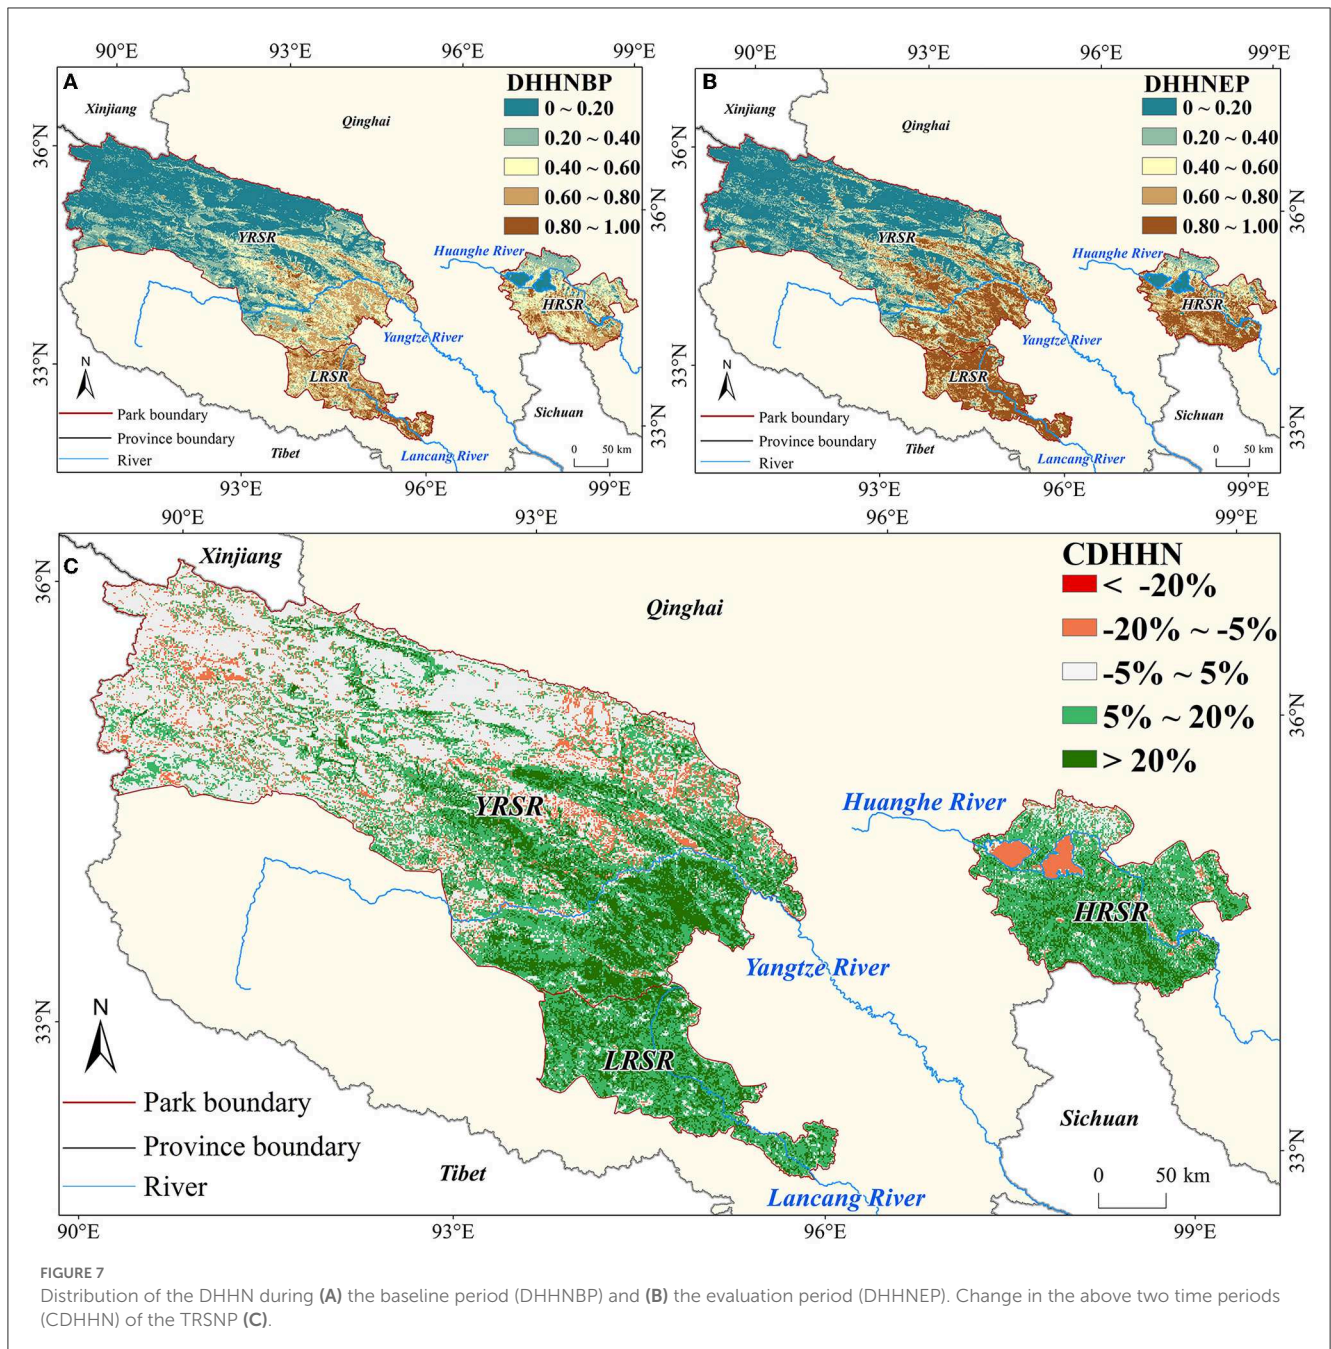 90°E 93°E 96°E 99°E
A
DHHNBP
0 ~ 0.20
0.20 ~ 0.40
0.40 ~ 0.60
0.60 ~ 0.80
0.80 ~ 1.00
Xinjiang
Qinghai
36°N
36°N
YRSR
Huanghe River
HRSR
Yangtze River
33°N
N
LRSR
Park boundary
Province boundary
River
Sichuan
33°N
Tibet
Lancang River
0 50 km
93°E 96°E 99°E
90°E 93°E 96°E 99°E
B
DHHNEP
0 ~ 0.20
0.20 ~ 0.40
0.40 ~ 0.60
0.60 ~ 0.80
0.80 ~ 1.00
Xinjiang
Qinghai
36°N
36°N
YRSR
Huanghe River
HRSR
Yangtze River
33°N
N
LRSR
Park boundary
Province boundary
River
Sichuan
33°N
Tibet
Lancang River
0 50 km
93°E 96°E 99°E
90°E 93°E 96°E 99°E
C
CDHHN
< -20%
-20% ~ -5%
-5% ~ 5%
5% ~ 20%
> 20%
Xinjiang
Qinghai
36°N
36°N
YRSR
Huanghe River
HRSR
Yangtze River
33°N
N
LRSR
Park boundary
Province boundary
River
Sichuan
33°N
Tibet
Lancang River
0 50 km
90°E 93°E 96°E 99°E
FIGURE 7
Distribution of the DHHN during (A) the baseline period (DHHNBP) and (B) the evaluation period (DHHNEP). Change in the above two time periods
(CDHHN) of the TRSNP (C).